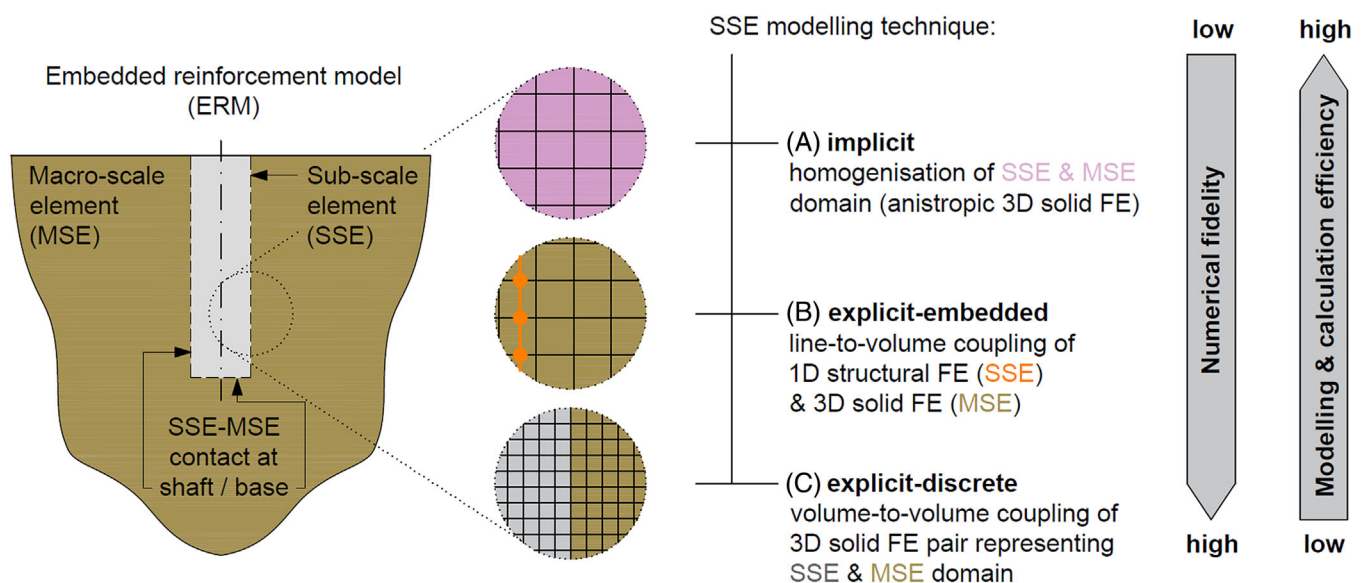 Embedded reinforcement model
(ERM)
Macro-scale
element
(MSE)
Sub-scale
element
(SSE)
SSE-MSE
contact at
shaft / base
SSE modelling technique:
(A) implicit
homogenisation of SSE & MSE
domain (anistropic 3D solid FE)
(B) explicit-embedded
line-to-volume coupling of
1D structural FE (SSE)
& 3D solid FE (MSE)
(C) explicit-discrete
volume-to-volume coupling of
3D solid FE pair representing
SSE & MSE domain
low
Numerical fidelity
high
high
Modelling & calculation efficiency
low